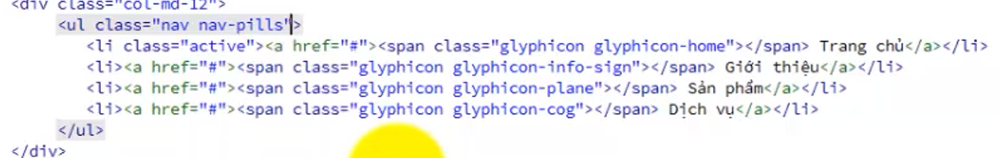 <div class="col-md-12">
<ul class="nav nav-pills">
<li class="active"><a href="#"><span class="glyphicon glyphicon-home"></span> Trang chủ</a></li>
<li><a href="#"><span class="glyphicon glyphicon-info-sign"></span> Giới thiệu</a></li>
<li><a href="#"><span class="glyphicon glyphicon-plane"></span> Sản phẩm</a></li>
<li><a href="#"><span class="glyphicon glyphicon-cog"></span> Dịch vụ</a></li>
</ul>
</div>